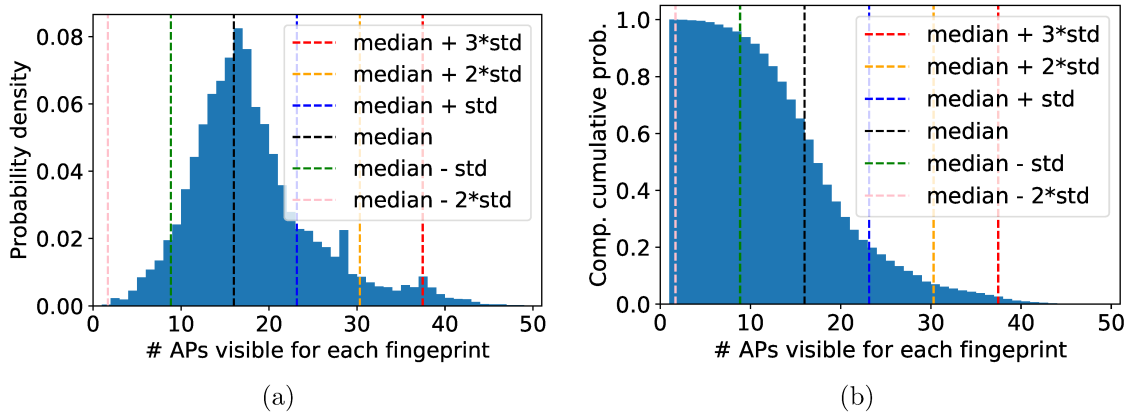 Probability density
0.08
0.06
0.04
0.02
0.00
0
10
20
30
40
50
# APs visible for each fingeprint
median + 3*std
median + 2*std
median + std
median
median - std
median - 2*std
(a)
Comp. cumulative prob.
1.0
0.8
0.6
0.4
0.2
0.0
0
10
20
30
40
50
# APs visible for each fingeprint
median + 3*std
median + 2*std
median + std
median
median - std
median - 2*std
(b)